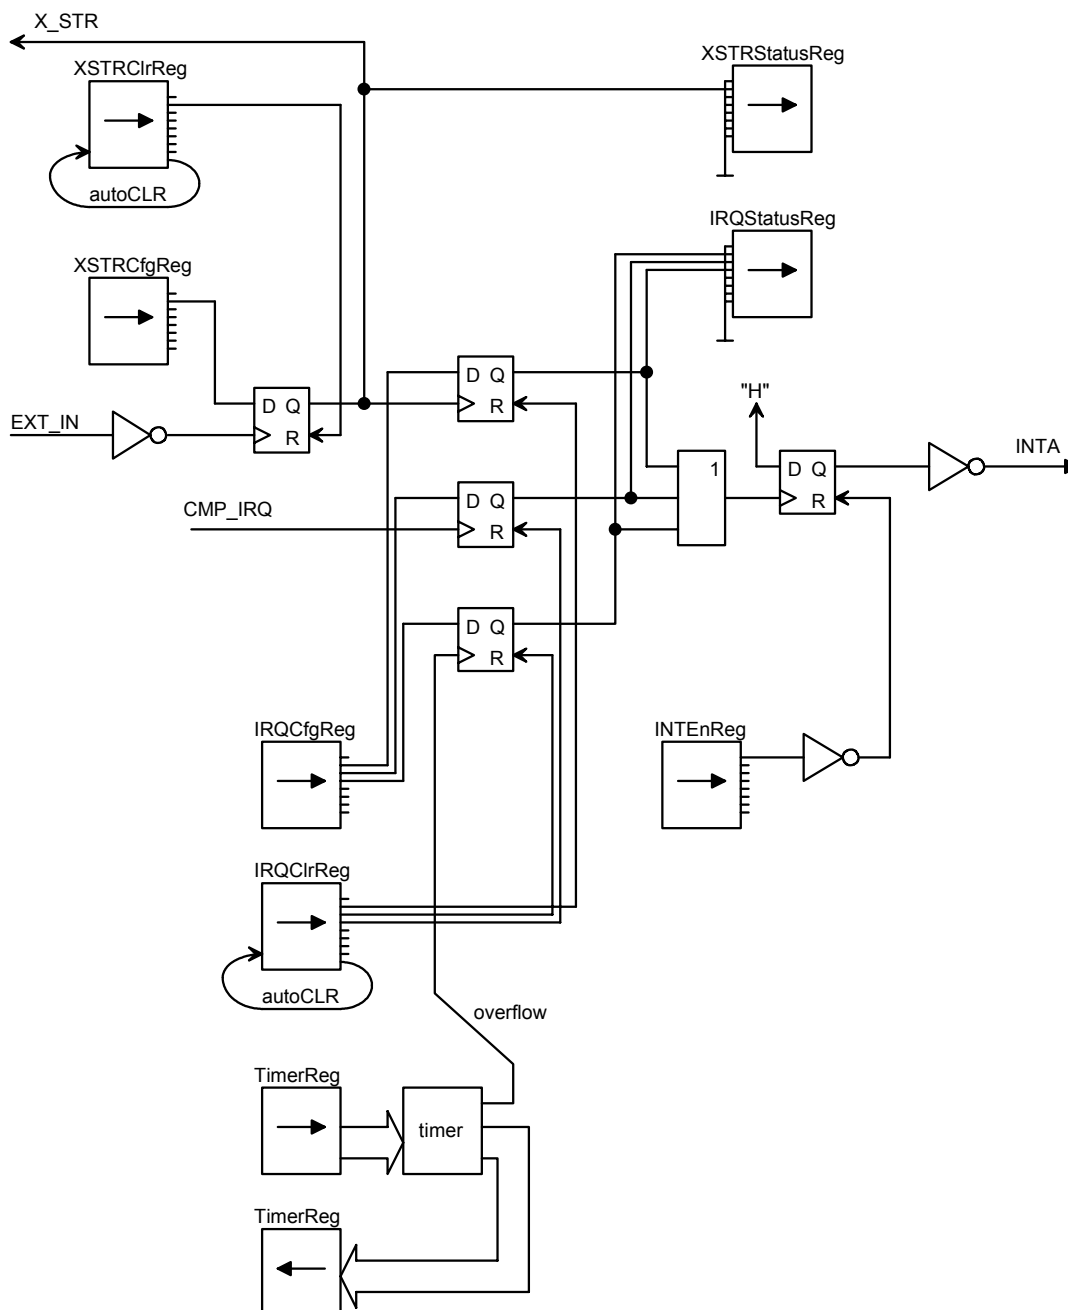 X_STR
XSTRClrReg
XSTRStatusReg
autoCLR
IRQStatusReg
XSTRCfgReg
D Q
R
EXT_IN
D Q
R
"H"
1
INTA
D Q
R
CMP_IRQ
D Q
R
D Q
R
IRQCfgReg
INTEnReg
IRQClrReg
autoCLR
overflow
TimerReg
timer
TimerReg